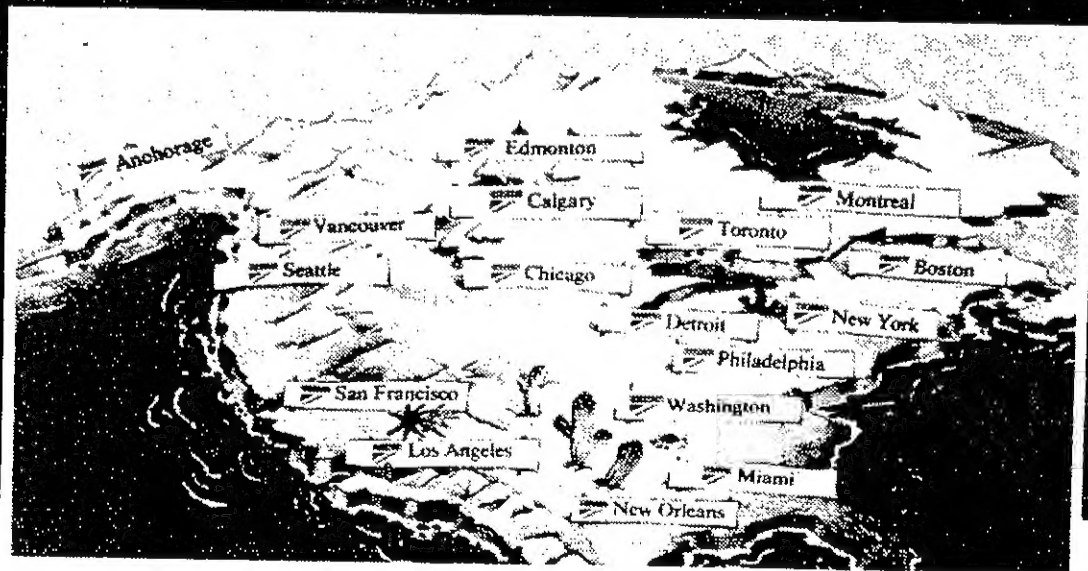 Anchorage
Edmonton
Calgary
Montreal
Vancouver
Toronto
Seattle
Chicago
Boston
Detroit
New York
Philadelphia
San Francisco
Washington
Los Angeles
Miami
New Orleans